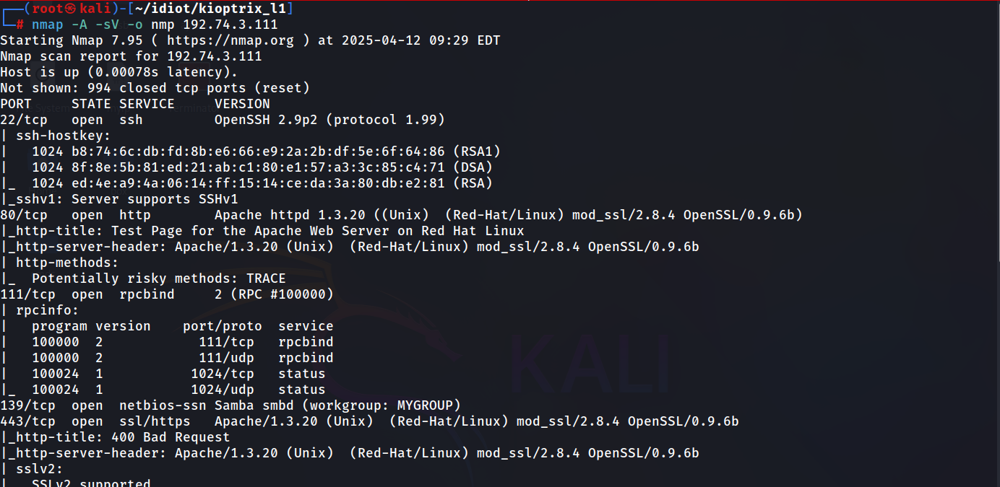 ┌──(root㉿kali)-[~/idiot/kioptrix_l1]
└─# nmap -A -sV -o nmp 192.74.3.111
Starting Nmap 7.95 ( https://nmap.org ) at 2025-04-12 09:29 EDT
Nmap scan report for 192.74.3.111
Host is up (0.00078s latency).
Not shown: 994 closed tcp ports (reset)
PORT     STATE SERVICE     VERSION
22/tcp   open  ssh         OpenSSH 2.9p2 (protocol 1.99)
| ssh-hostkey:
|   1024 b8:74:6c:db:fd:8b:e6:66:e9:2a:2b:df:5e:6f:64:86 (RSA1)
|   1024 8f:8e:5b:81:ed:21:ab:c1:80:e1:57:a3:3c:85:c4:71 (DSA)
|_  1024 ed:4e:a9:4a:06:14:ff:15:14:ce:da:3a:80:db:e2:81 (RSA)
|_sshv1: Server supports SSHv1
80/tcp   open  http        Apache httpd 1.3.20 ((Unix)  (Red-Hat/Linux) mod_ssl/2.8.4 OpenSSL/0.9.6b)
|_http-title: Test Page for the Apache Web Server on Red Hat Linux
|_http-server-header: Apache/1.3.20 (Unix)  (Red-Hat/Linux) mod_ssl/2.8.4 OpenSSL/0.9.6b
| http-methods:
|_  Potentially risky methods: TRACE
111/tcp  open  rpcbind     2 (RPC #100000)
| rpcinfo:
|   program version    port/proto  service
|   100000  2            111/tcp   rpcbind
|   100000  2            111/udp   rpcbind
|   100024  1           1024/tcp   status
|_  100024  1           1024/udp   status
139/tcp  open  netbios-ssn Samba smbd (workgroup: MYGROUP)
443/tcp  open  ssl/https   Apache/1.3.20 (Unix)  (Red-Hat/Linux) mod_ssl/2.8.4 OpenSSL/0.9.6b
|_http-title: 400 Bad Request
|_http-server-header: Apache/1.3.20 (Unix)  (Red-Hat/Linux) mod_ssl/2.8.4 OpenSSL/0.9.6b
| sslv2:
|   SSLv2 supported
KALI